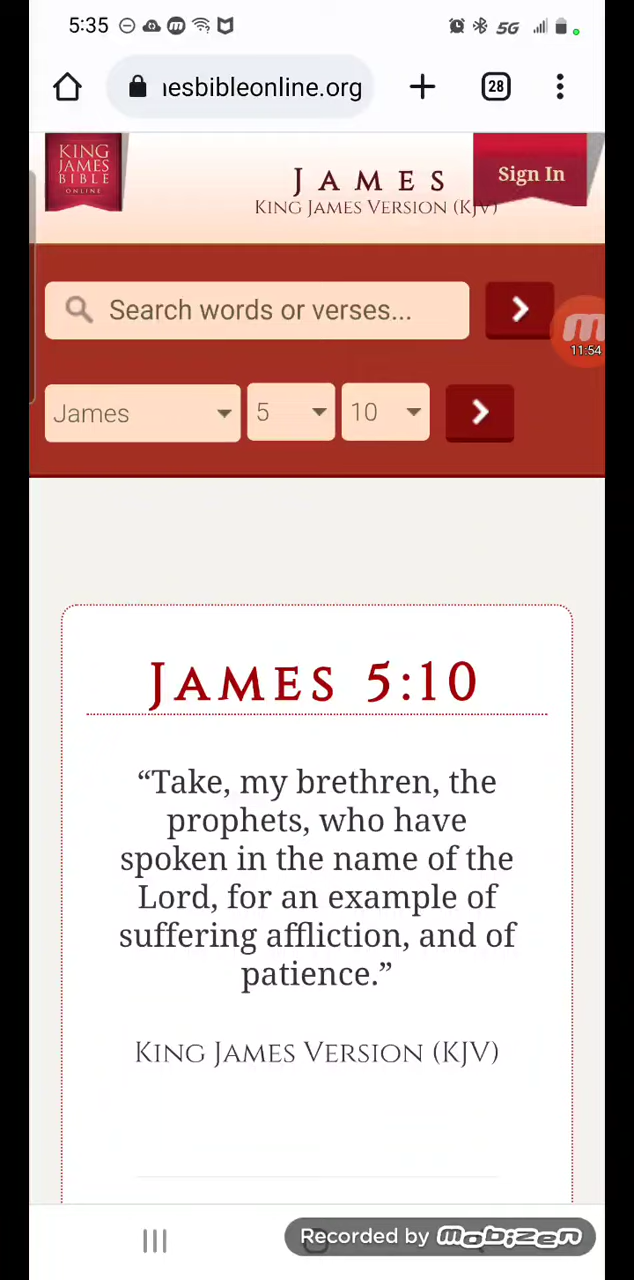 5:35
5G
nesbibleonline.org
28
KING
JAMES
BIBLE
ONLINE
JAMES
KING JAMES VERSION (KJV)
Sign In
Search words or verses...
11:54
James
5
10
JAMES 5:10
“Take, my brethren, the
prophets, who have
spoken in the name of the
Lord, for an example of
suffering affliction, and of
patience.”
KING JAMES VERSION (KJV)
Recorded by mobizen